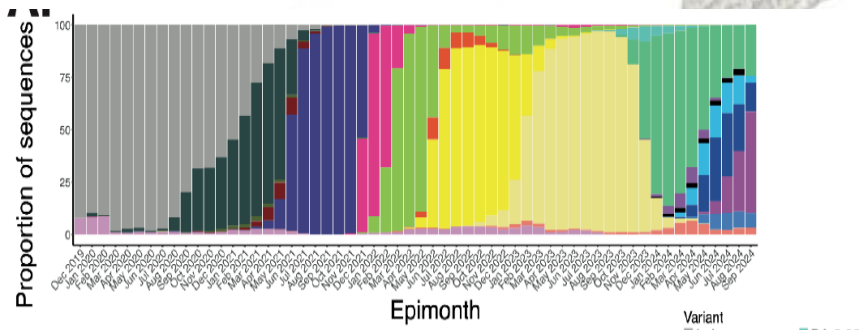 100
75
50
25
0
Proportion of sequences
Dec 2019
Jan 2020
Feb 2020
Mar 2020
Apr 2020
May 2020
Jun 2020
Jul 2020
Aug 2020
Sep 2020
Oct 2020
Nov 2020
Dec 2020
Jan 2021
Feb 2021
Mar 2021
Apr 2021
May 2021
Jun 2021
Jul 2021
Aug 2021
Sep 2021
Oct 2021
Nov 2021
Dec 2021
Jan 2022
Feb 2022
Mar 2022
Apr 2022
May 2022
Jun 2022
Jul 2022
Aug 2022
Sep 2022
Oct 2022
Nov 2022
Dec 2022
Jan 2023
Feb 2023
Mar 2023
Apr 2023
May 2023
Jun 2023
Jul 2023
Aug 2023
Sep 2023
Oct 2023
Nov 2023
Dec 2023
Jan 2024
Feb 2024
Mar 2024
Apr 2024
May 2024
Jun 2024
Jul 2024
Aug 2024
Sep 2024
Epimonth
Variant